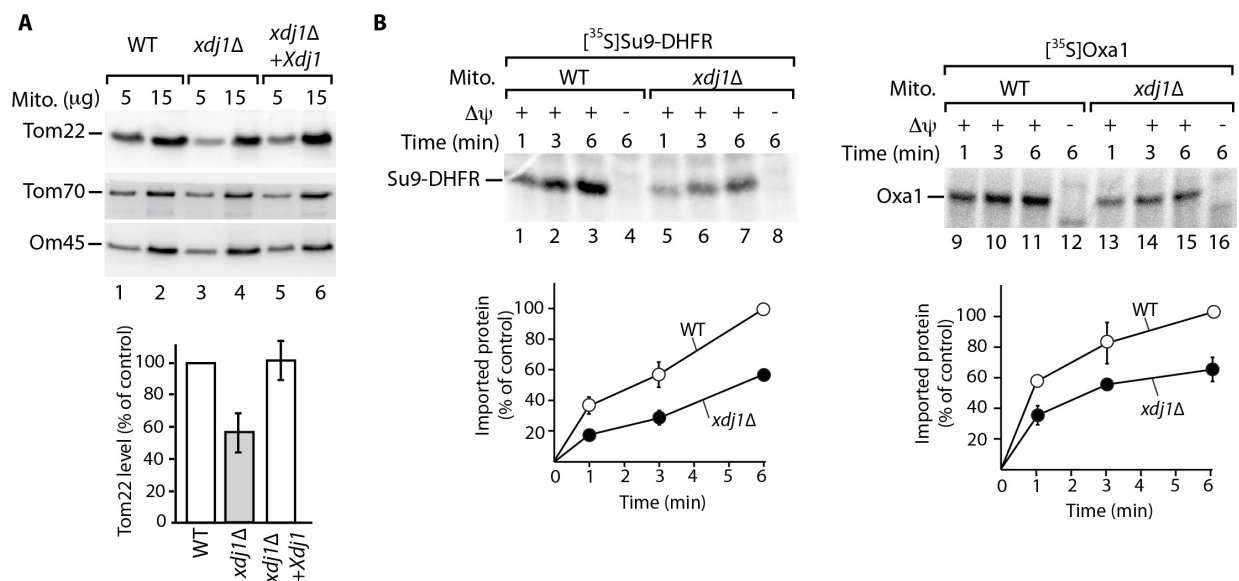 A
WT xdj1Δ xdj1Δ
+Xdj1
Mito. (μg) 5 15 5 15 5 15
Tom22
Tom70
Om45
1 2 3 4 5 6
Tom22 level (% of control)
100
80
60
40
20
0
WT
xdj1Δ
xdj1Δ
+Xdj1
B
[³⁵S]Su9-DHFR
Mito. WT xdj1Δ
Δψ + + + - + + + -
Time (min) 1 3 6 6 1 3 6 6
Su9-DHFR
1 2 3 4 5 6 7 8
Imported protein
(% of control)
100
80
60
40
20
WT
xdj1Δ
0 1 2 3 4 5 6
Time (min)
[³⁵S]Oxa1
Mito. WT xdj1Δ
Δψ + + + - + + + -
Time (min) 1 3 6 6 1 3 6 6
Oxa1
9 10 11 12 13 14 15 16
Imported protein
(% of control)
100
80
60
40
20
WT
xdj1Δ
0 1 2 3 4 5 6
Time (min)